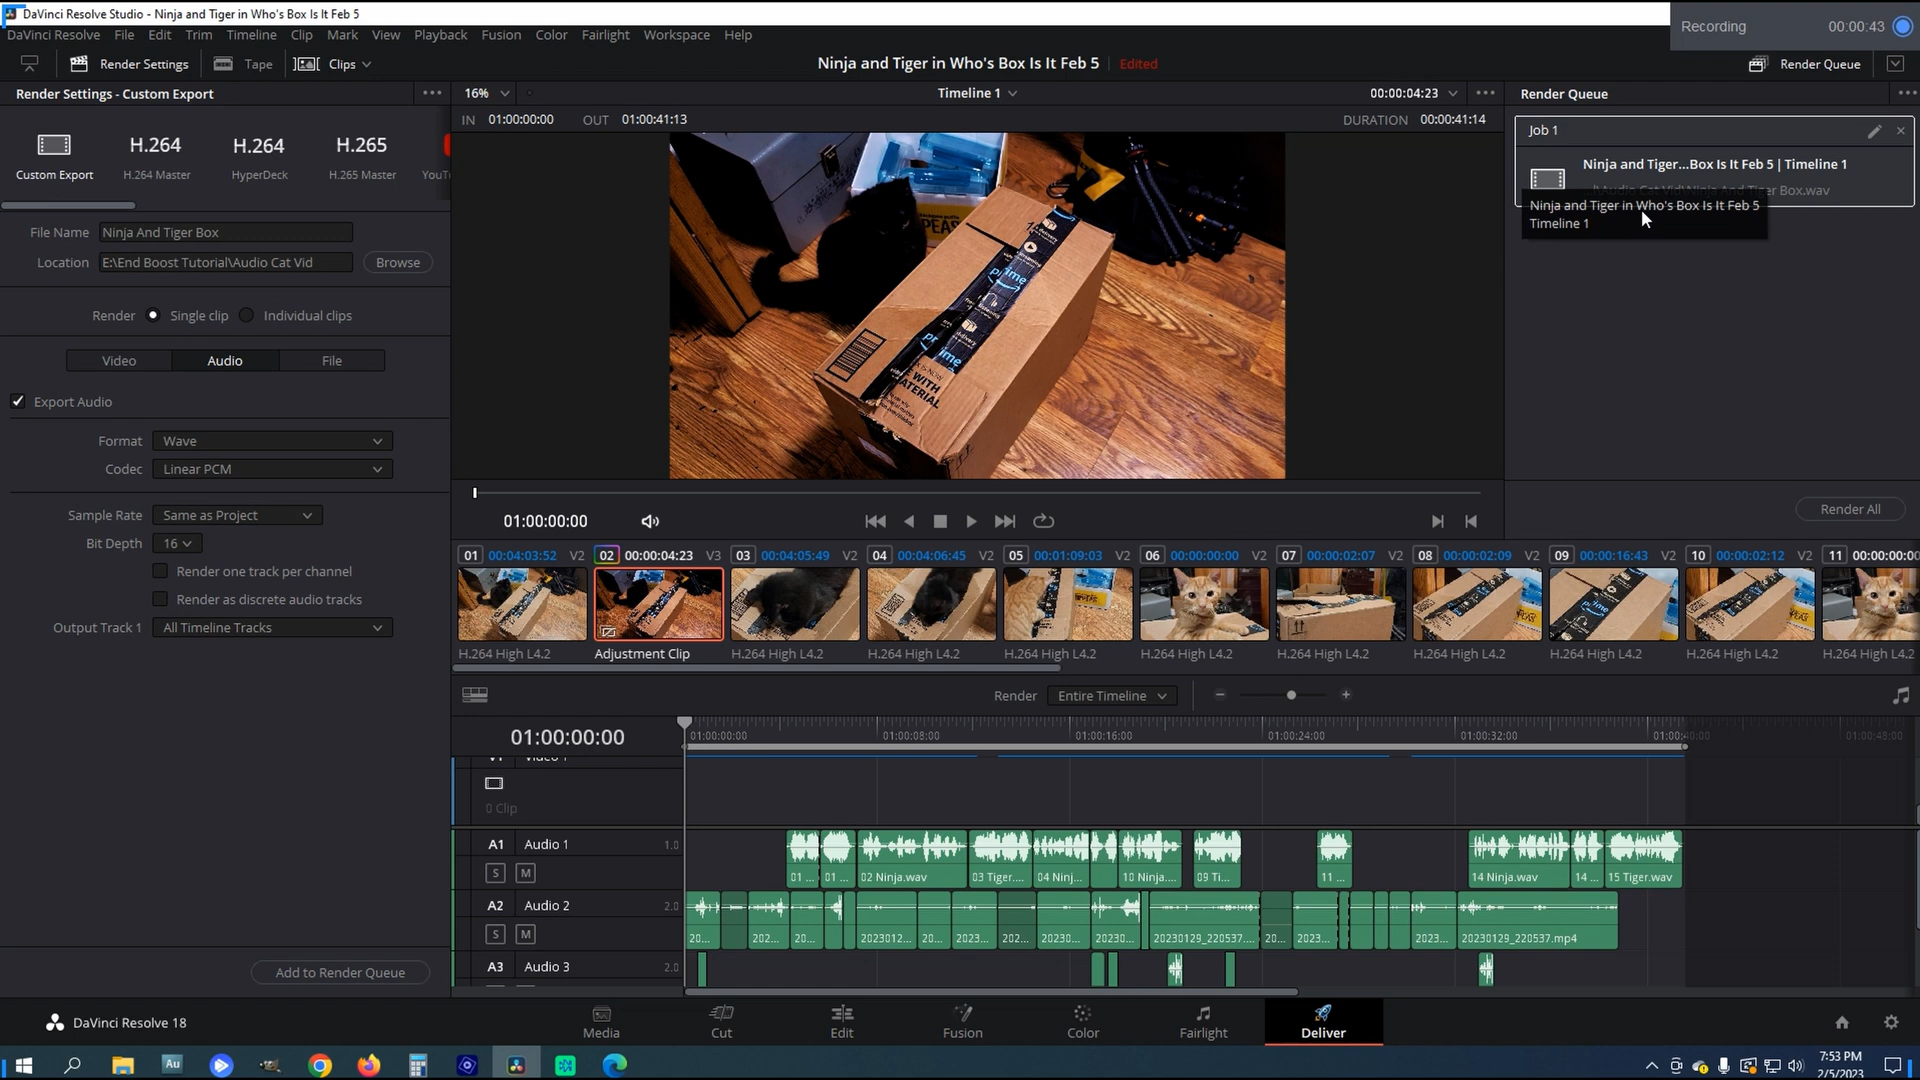 DaVinci Resolve Studio - Ninja and Tiger in Who's Box Is It Feb 5
Recording 00:00:43
DaVinci Resolve File Edit Trim Timeline Clip Mark View Playback Fusion Color Fairlight Workspace Help
Render Settings Tape Clips
Ninja and Tiger in Who's Box Is It Feb 5 Edited
Render Queue
Render Settings - Custom Export
16% Timeline 1 00:00:04:23
Render Queue
IN 01:00:00:00 OUT 01:00:41:13 DURATION 00:00:41:14
H.264 H.264 H.265
Custom Export H.264 Master HyperDeck H.265 Master YouT
Job 1
Ninja and Tiger...Box Is It Feb 5 | Timeline 1
..\Audio Cat Vid\Ninja And Tiger Box.wav
Ninja and Tiger in Who's Box Is It Feb 5
Timeline 1
File Name Ninja And Tiger Box
Location E:\End Boost Tutorial\Audio Cat Vid Browse
Render Single clip Individual clips
Video Audio File
Export Audio
Format Wave
Codec Linear PCM
Sample Rate Same as Project
Bit Depth 16
Render one track per channel
Render as discrete audio tracks
Output Track 1 All Timeline Tracks
Add to Render Queue
PEAS
prime
prime
WITH
MATERIAL
01:00:00:00
Render All
01 00:04:03:52 V2 02 00:00:04:23 V3 03 00:04:05:49 V2 04 00:04:06:45 V2 05 00:01:09:03 V2 06 00:00:00:00 V2 07 00:00:02:07 V2 08 00:00:02:09 V2 09 00:00:16:43 V2 10 00:00:02:12 V2 11 00:00:00:00
H.264 High L4.2 Adjustment Clip H.264 High L4.2 H.264 High L4.2 H.264 High L4.2 H.264 High L4.2 H.264 High L4.2 H.264 High L4.2 H.264 High L4.2 H.264 High L4.2 H.264 High L4.2
Render Entire Timeline
01:00:00:00
01:00:00:00 01:00:08:00 01:00:16:00 01:00:24:00 01:00:32:00 01:00:40:00 01:00:48:00
0 Clip
A1 Audio 1 1.0
S M
01 ... 01 ... 02 Ninja.wav 03 Tiger.... 04 Ninj... 10 Ninja.... 09 Ti... 11 ... 14 Ninja.wav 14 ... 15 Tiger.wav
A2 Audio 2 2.0
S M
20... 202... 20... 2023012... 20... 2023... 202... 20230... 20230... 20230129_220537.... 20... 2023... 2023... 20230129_220537.mp4
A3 Audio 3 2.0
DaVinci Resolve 18
Media Cut Edit Fusion Color Fairlight Deliver
Au
7:53 PM
2/5/2023